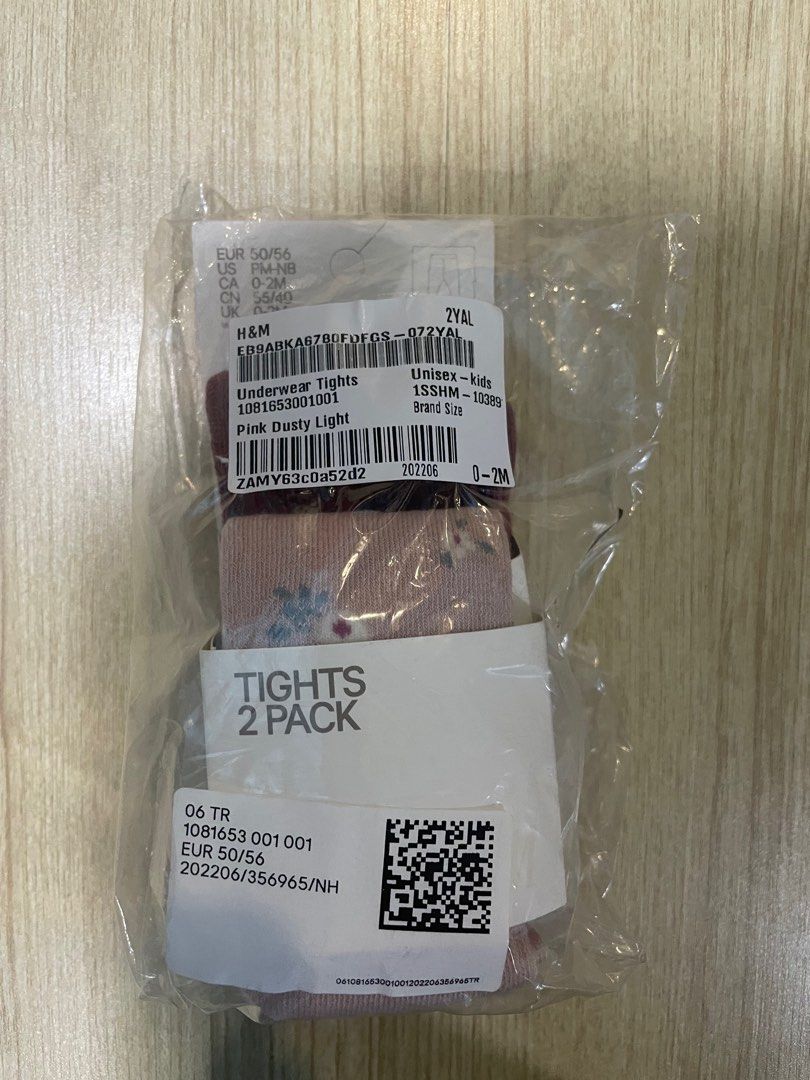 EUR 50/56
US PM-NB
CA 0-2M
CN
UK
H&M 2YAL
EB9ABKA6780FDFGS-072YAL
Underwear Tights Unisex-kids
1081653001001 1SSHM-10389
Pink Dusty Light Brand Size
ZAMY63c0a52d2 202206 0-2M
TIGHTS
2 PACK
06 TR
1081653 001 001
EUR 50/56
202206/356965/NH
061081653001001202206356965TR